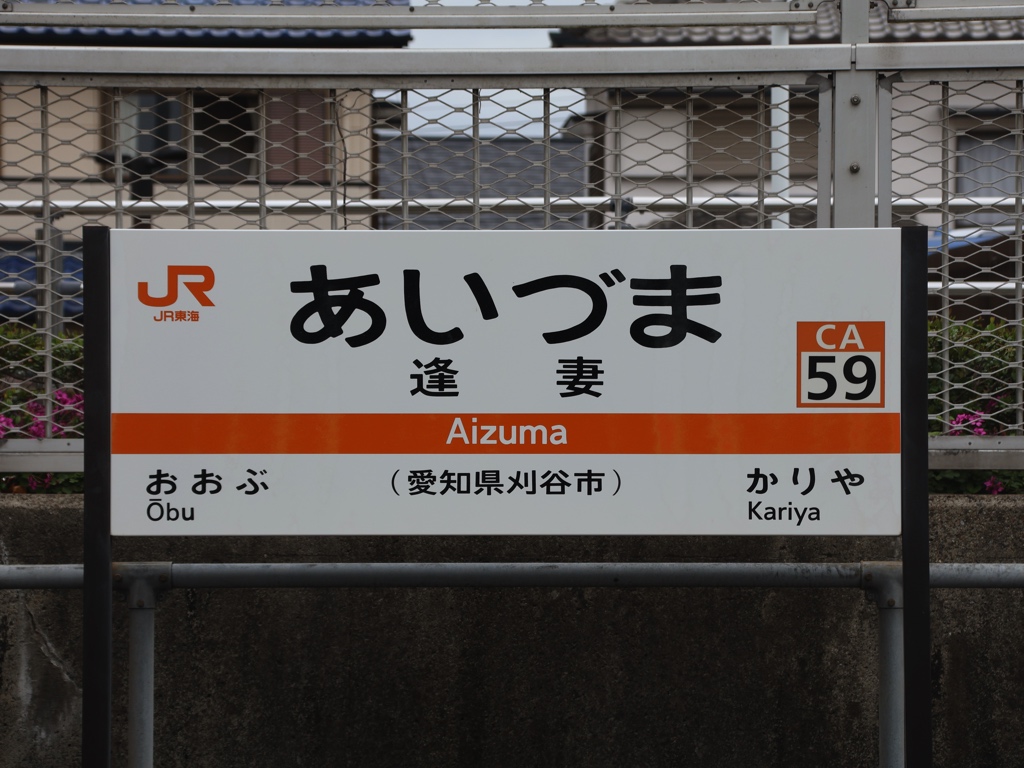 JR
JR東海
あいづま
逢妻
CA
59
Aizuma
おおぶ
Ōbu
(愛知県刈谷市)
かりや
Kariya